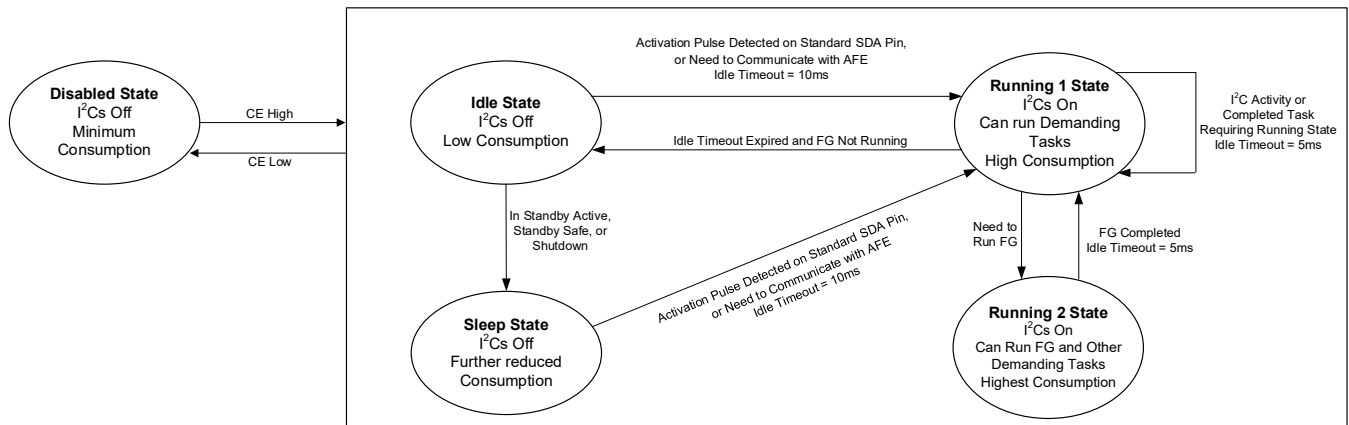 Disabled State
I²Cs Off
Minimum
Consumption
CE High
CE Low
Idle State
I²Cs Off
Low Consumption
Activation Pulse Detected on Standard SDA Pin,
or Need to Communicate with AFE
Idle Timeout = 10ms
Idle Timeout Expired and FG Not Running
Running 1 State
I²Cs On
Can run Demanding
Tasks
High Consumption
I²C Activity or
Completed Task
Requiring Running State
Idle Timeout = 5ms
In Standby Active,
Standby Safe, or
Shutdown
Activation Pulse Detected on Standard SDA Pin,
or Need to Communicate with AFE
Idle Timeout = 10ms
Need to
Run FG
FG Completed
Idle Timeout = 5ms
Sleep State
I²Cs Off
Further reduced
Consumption
Running 2 State
I²Cs On
Can Run FG and Other
Demanding Tasks
Highest Consumption